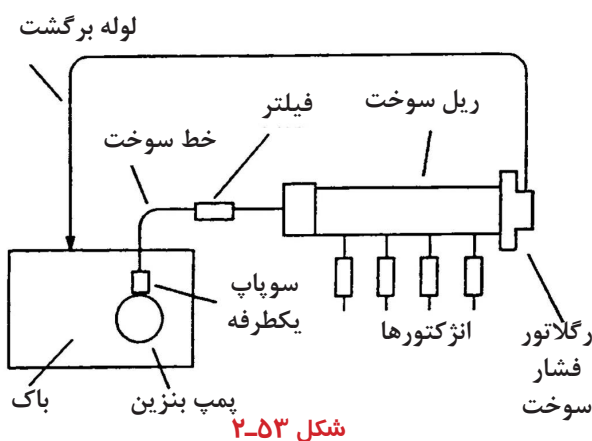 لوله برگشت
ریل سوخت
فیلتر
خط سوخت
سوپاپ
یکطرفه
انژکتورها
رگلاتور
فشار
سوخت
پمپ بنزین
باک
شکل ۵۳ـ۲